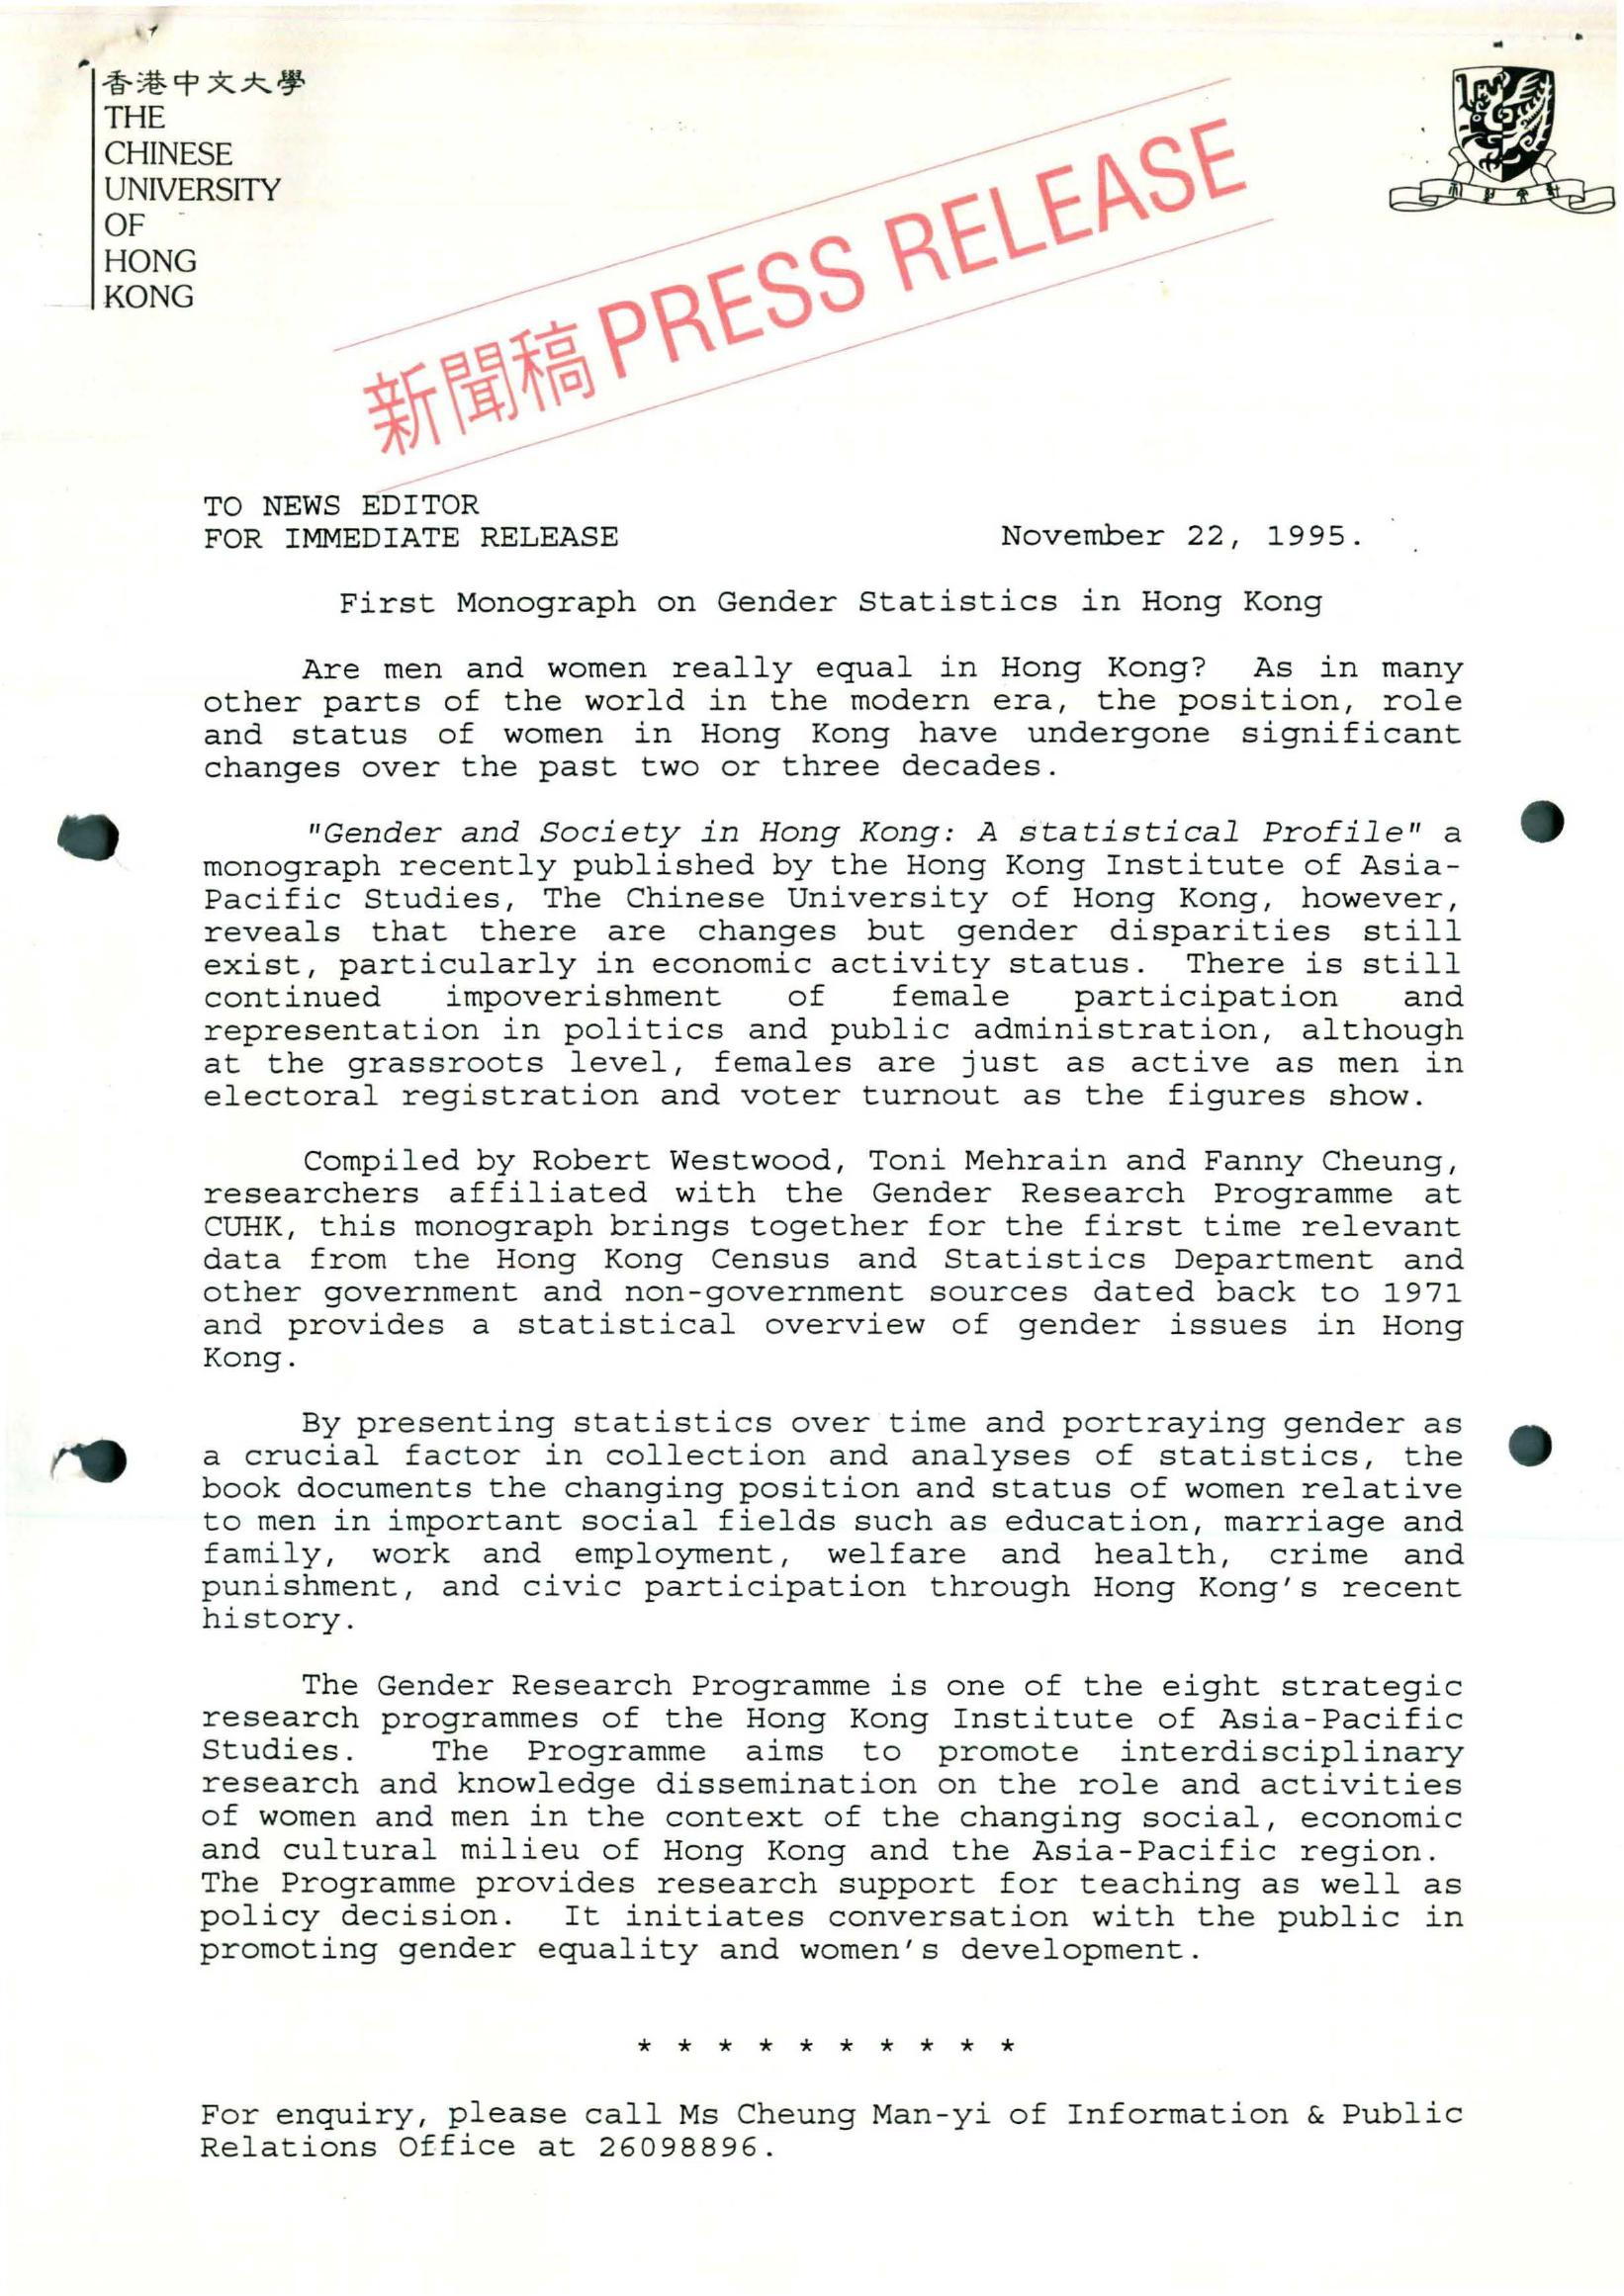 香港中文大學
THE
CHINESE
UNIVERSITY
OF
HONG
KONG
新聞稿 PRESS RELEASE
TO NEWS EDITOR
FOR IMMEDIATE RELEASE November 22, 1995.
First Monograph on Gender Statistics in Hong Kong
Are men and women really equal in Hong Kong? As in many
other parts of the world in the modern era, the position, role
and status of women in Hong Kong have undergone significant
changes over the past two or three decades.
"Gender and Society in Hong Kong: A statistical Profile" a
monograph recently published by the Hong Kong Institute of Asia-
Pacific Studies, The Chinese University of Hong Kong, however,
reveals that there are changes but gender disparities still
exist, particularly in economic activity status. There is still
continued impoverishment of female participation and
representation in politics and public administration, although
at the grassroots level, females are just as active as men in
electoral registration and voter turnout as the figures show.
Compiled by Robert Westwood, Toni Mehrain and Fanny Cheung,
researchers affiliated with the Gender Research Programme at
CUHK, this monograph brings together for the first time relevant
data from the Hong Kong Census and Statistics Department and
other government and non-government sources dated back to 1971
and provides a statistical overview of gender issues in Hong
Kong.
By presenting statistics over time and portraying gender as
a crucial factor in collection and analyses of statistics, the
book documents the changing position and status of women relative
to men in important social fields such as education, marriage and
family, work and employment, welfare and health, crime and
punishment, and civic participation through Hong Kong's recent
history.
The Gender Research Programme is one of the eight strategic
research programmes of the Hong Kong Institute of Asia-Pacific
Studies. The Programme aims to promote interdisciplinary
research and knowledge dissemination on the role and activities
of women and men in the context of the changing social, economic
and cultural milieu of Hong Kong and the Asia-Pacific region.
The Programme provides research support for teaching as well as
policy decision. It initiates conversation with the public in
promoting gender equality and women's development.
* * * * * * * * * *
For enquiry, please call Ms Cheung Man-yi of Information & Public
Relations Office at 26098896.